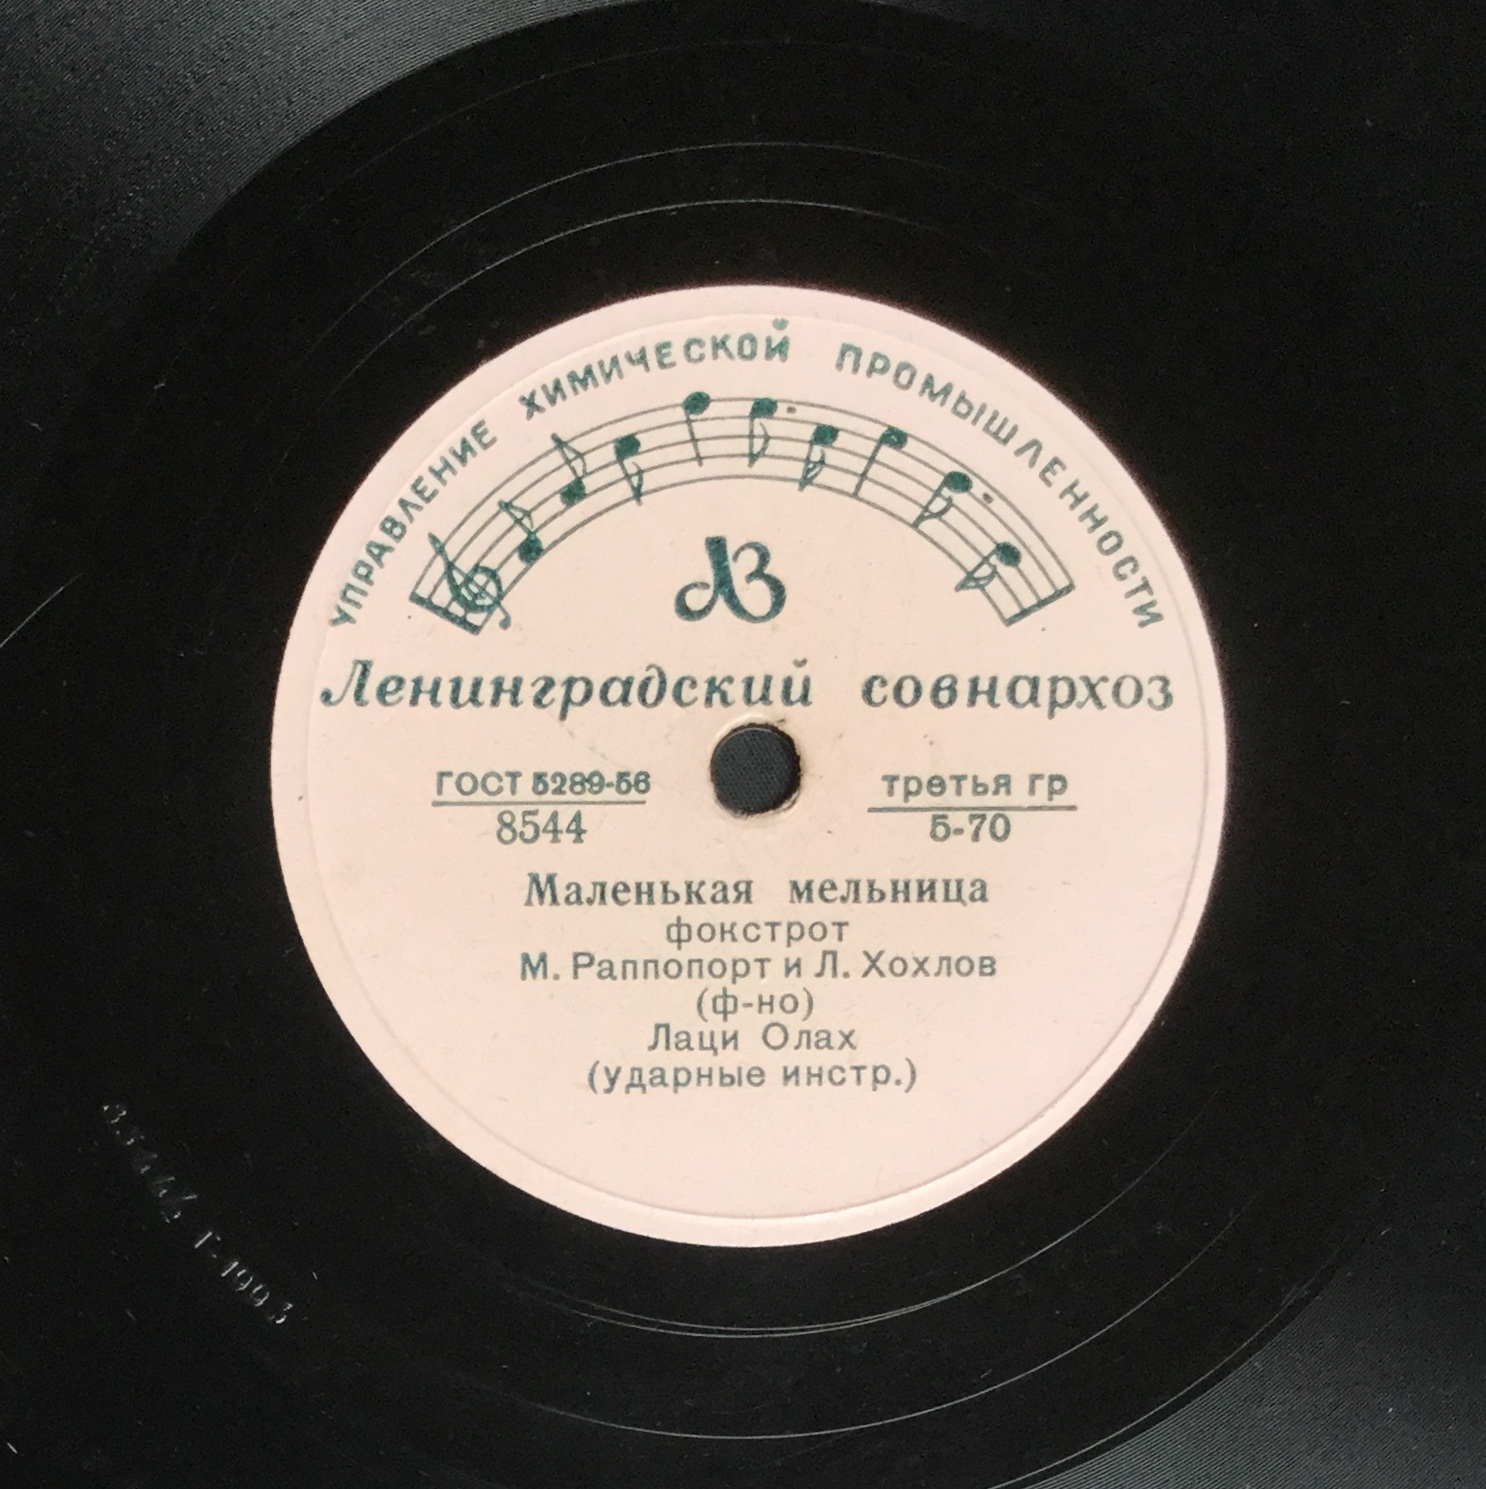 УПРАВЛЕНИЕ ХИМИЧЕСКОЙ ПРОМЫШЛЕННОСТИ
ЛЗ
Ленинградский совнархоз
ГОСТ 5289-56
8544
третья гр
5-70
Маленькая мельница
фокстрот
М. Раппопорт и Л. Хохлов
(ф-но)
Лаци Олах
(ударные инстр.)